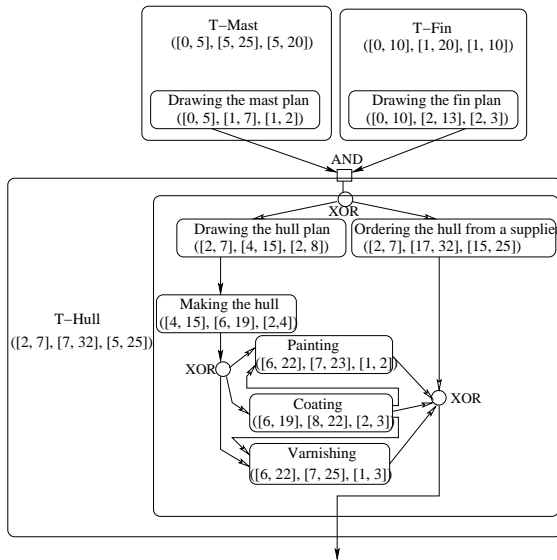 T–Mast
([0, 5], [5, 25], [5, 20])
T–Fin
([0, 10], [1, 20], [1, 10])
Drawing the mast plan
([0, 5], [1, 7], [1, 2])
Drawing the fin plan
([0, 10], [2, 13], [2, 3])
AND
XOR
Drawing the hull plan
([2, 7], [4, 15], [2, 8])
Ordering the hull from a supplier
([2, 7], [17, 32], [15, 25])
Making the hull
([4, 15], [6, 19], [2,4])
T–Hull
([2, 7], [7, 32], [5, 25])
XOR
Painting
([6, 22], [7, 23], [1, 2])
Coating
([6, 19], [8, 22], [2, 3])
XOR
Varnishing
([6, 22], [7, 25], [1, 3])